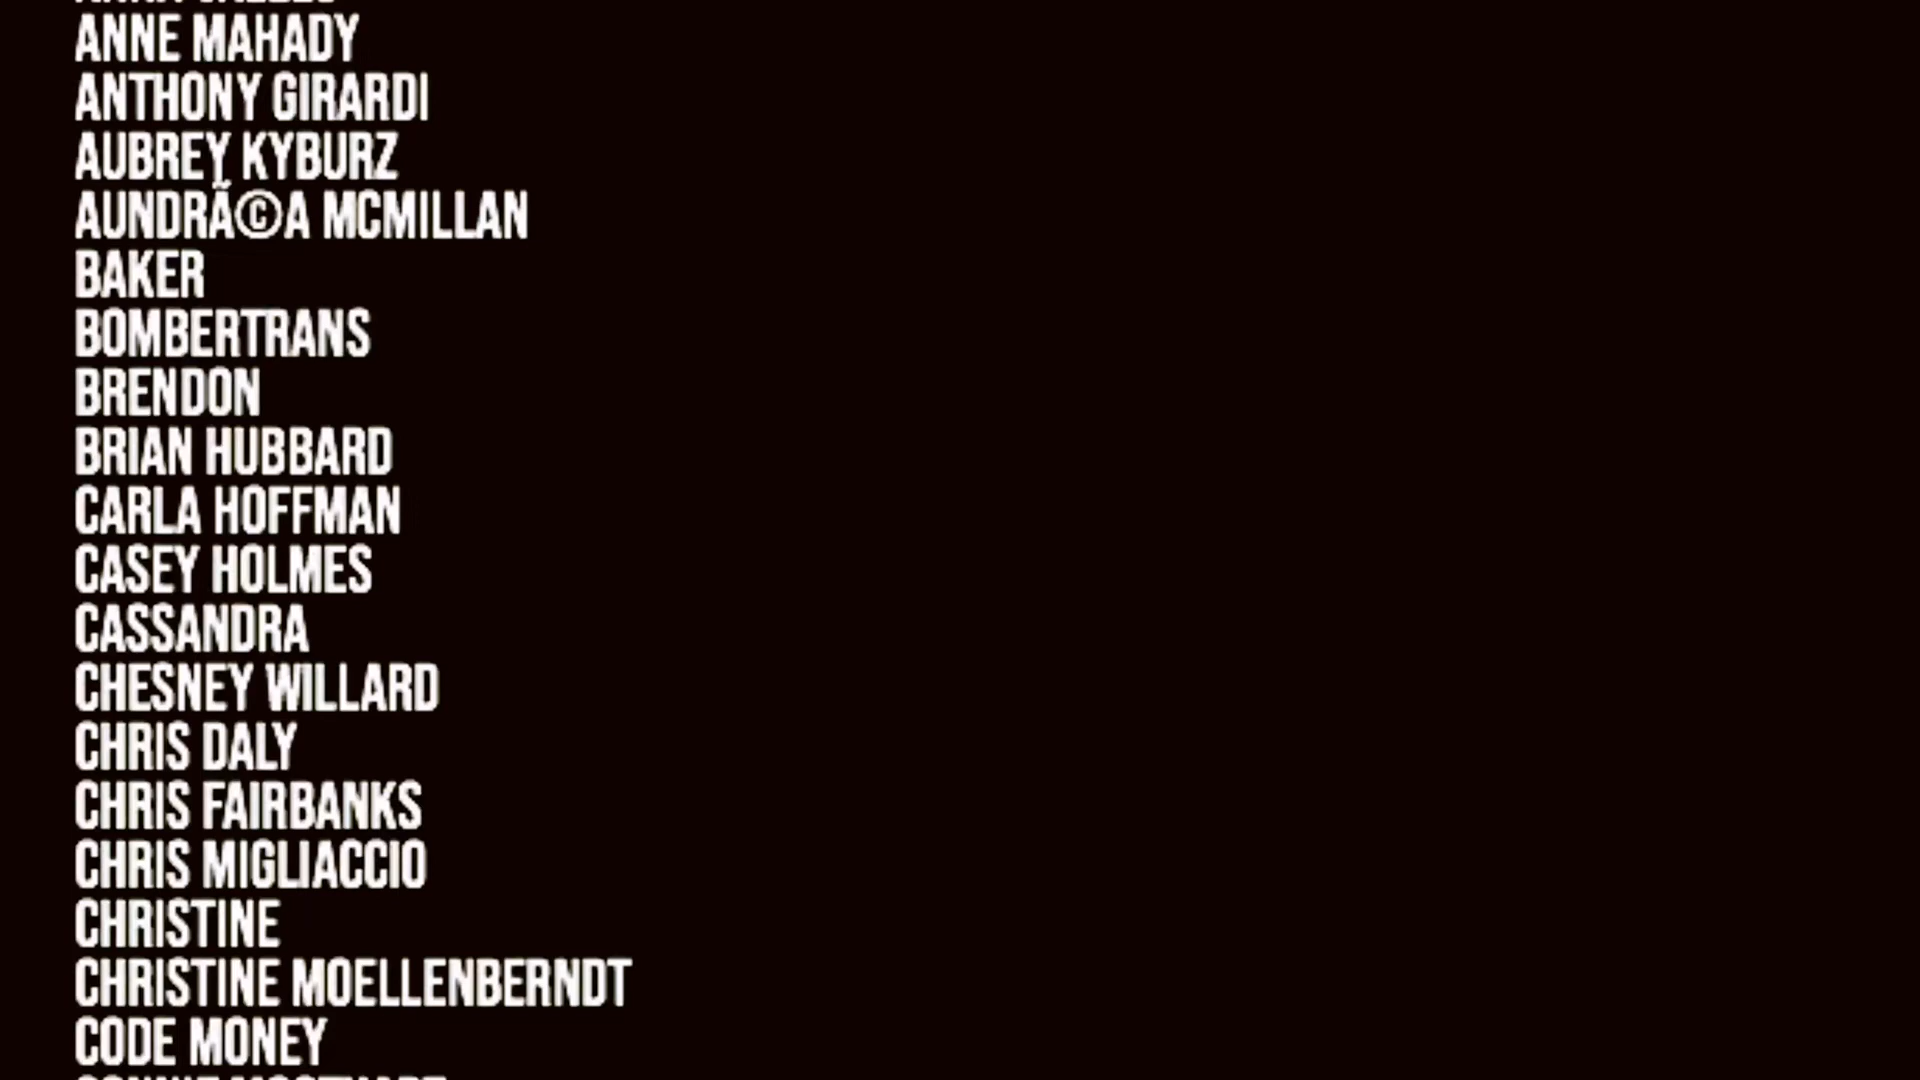 ANNE MAHADY
ANTHONY GIRARDI
AUBREY KYBURZ
AUNDRÃ©A MCMILLAN
BAKER
BOMBERTRANS
BRENDON
BRIAN HUBBARD
CARLA HOFFMAN
CASEY HOLMES
CASSANDRA
CHESNEY WILLARD
CHRIS DALY
CHRIS FAIRBANKS
CHRIS MIGLIACCIO
CHRISTINE
CHRISTINE MOELLENBERNDT
CODE MONEY